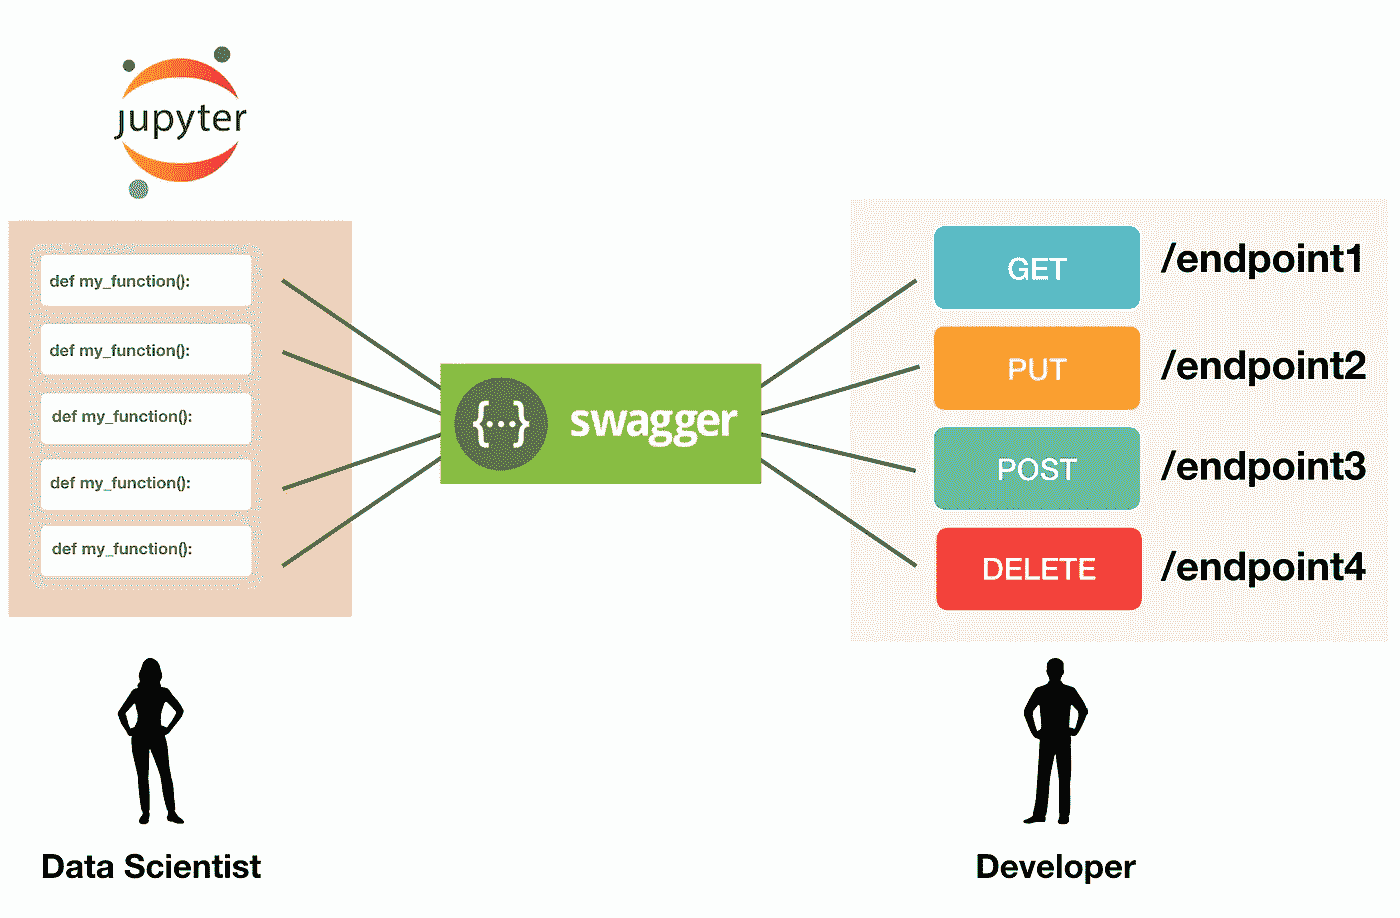 jupyter
def my_function():
def my_function():
def my_function():
def my_function():
def my_function():
Data Scientist
{···} swagger
GET /endpoint1
PUT /endpoint2
POST /endpoint3
DELETE /endpoint4
Developer